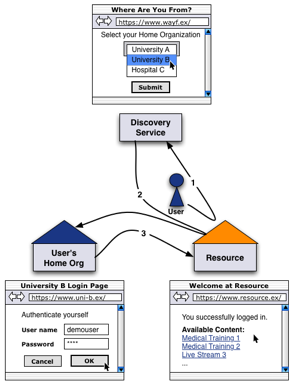 Where Are You From?
https://www.wayf.ex/
Select your Home Organization
University A
University B
Hospital C
Submit
Discovery
Service
1
2
User
3
User's
Home Org
Resource
University B Login Page
https://www.uni-b.ex/
Authenticate yourself
User name demouser
Password ****
Cancel OK
Welcome at Resource
https://www.resource.ex/
You successfully logged in.
Available Content:
Medical Training 1
Medical Training 2
Live Stream 3
...